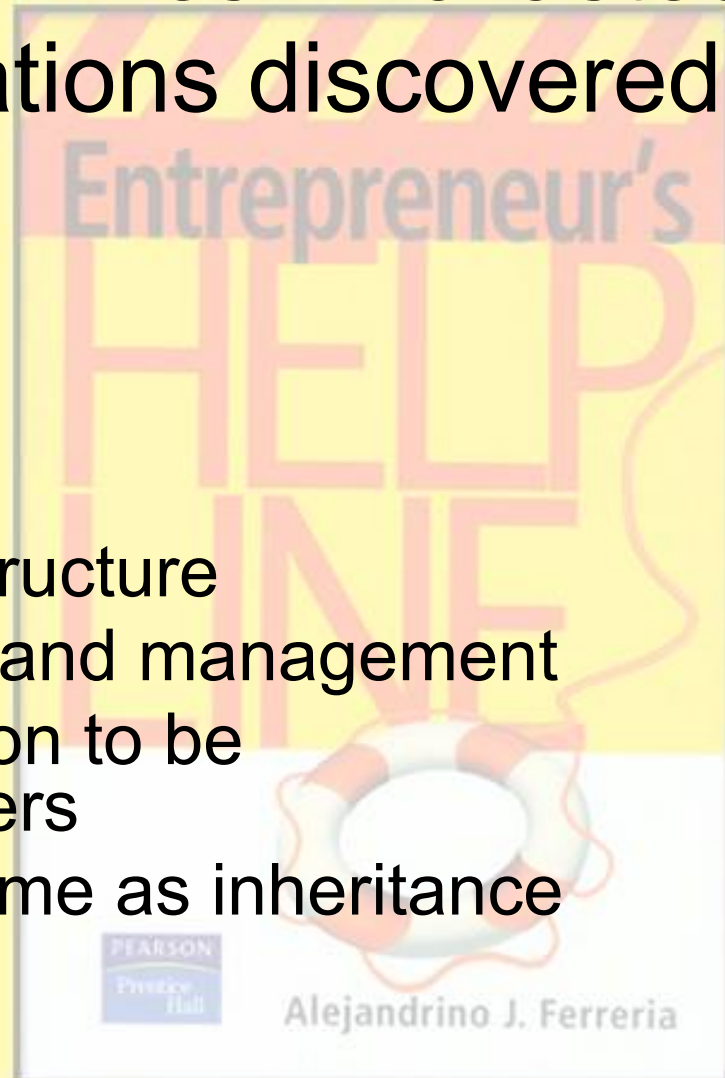 ations discovered
Entrepreneur's
HELP
LINE
ructure
and management
on to be
ers
me as inheritance
PEARSON
Prentice
Hall
Alejandrino J. Ferreria